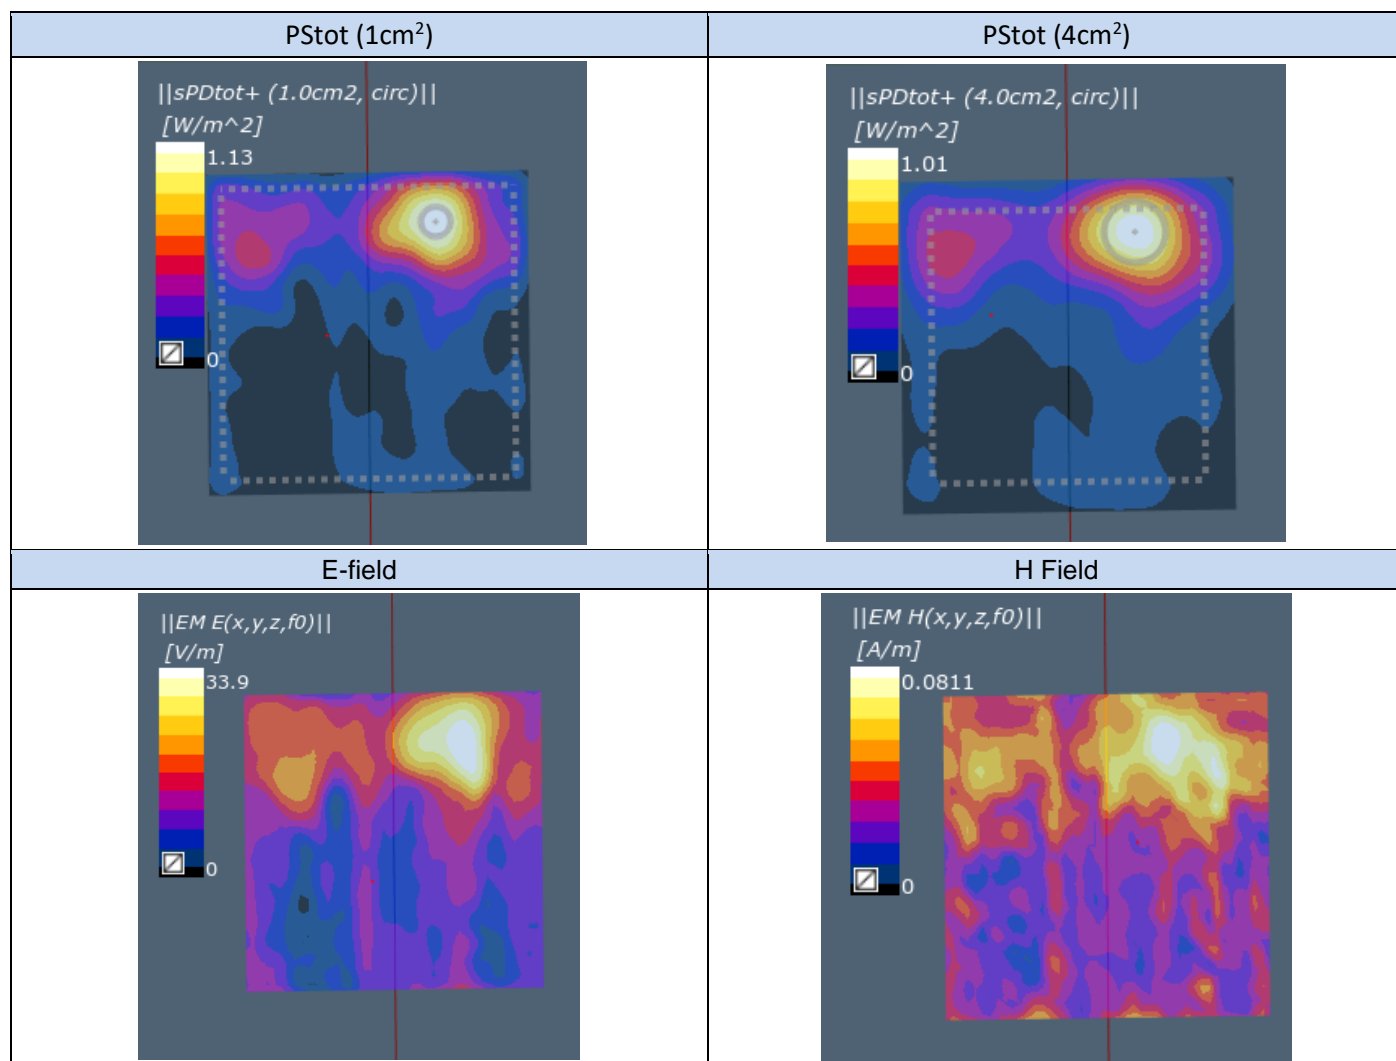 PStot (1cm²)
PStot (4cm²)
||sPDtot+ (1.0cm2, circ)||
[W/m^2]
1.13
0
||sPDtot+ (4.0cm2, circ)||
[W/m^2]
1.01
0
E-field
H Field
||EM E(x,y,z,f0)||
[V/m]
33.9
0
||EM H(x,y,z,f0)||
[A/m]
0.0811
0